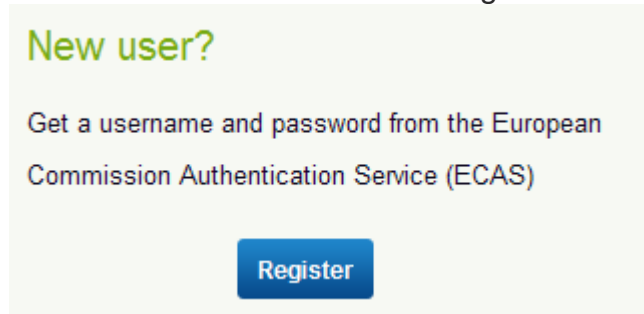 New user?
Get a username and password from the European
Commission Authentication Service (ECAS)
Register